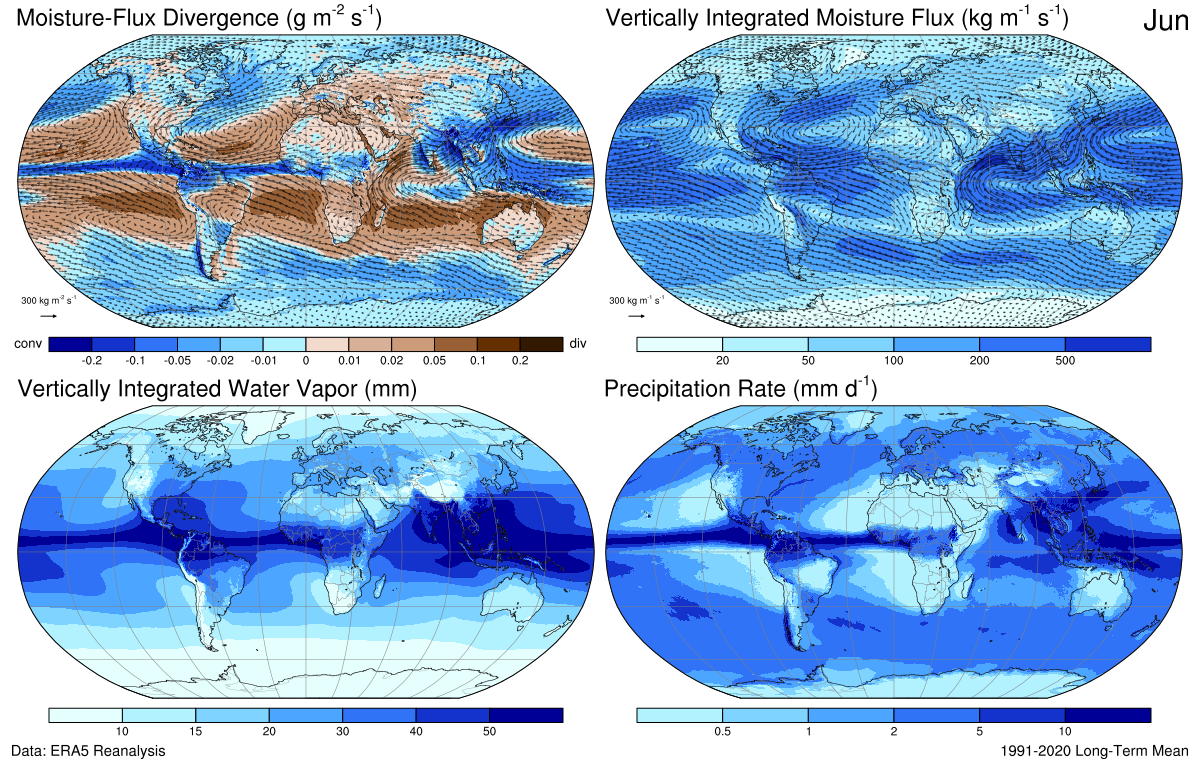 Moisture-Flux Divergence (g m-2 s-1)
Vertically Integrated Moisture Flux (kg m-1 s-1)
Jun
300 kg m-2 s-1
300 kg m-1 s-1
conv
div
-0.2 -0.1 -0.05 -0.02 -0.01 0 0.01 0.02 0.05 0.1 0.2
20 50 100 200 500
Vertically Integrated Water Vapor (mm)
Precipitation Rate (mm d-1)
10 15 20 30 40 50
0.5 1 2 5 10
Data: ERA5 Reanalysis
1991-2020 Long-Term Mean